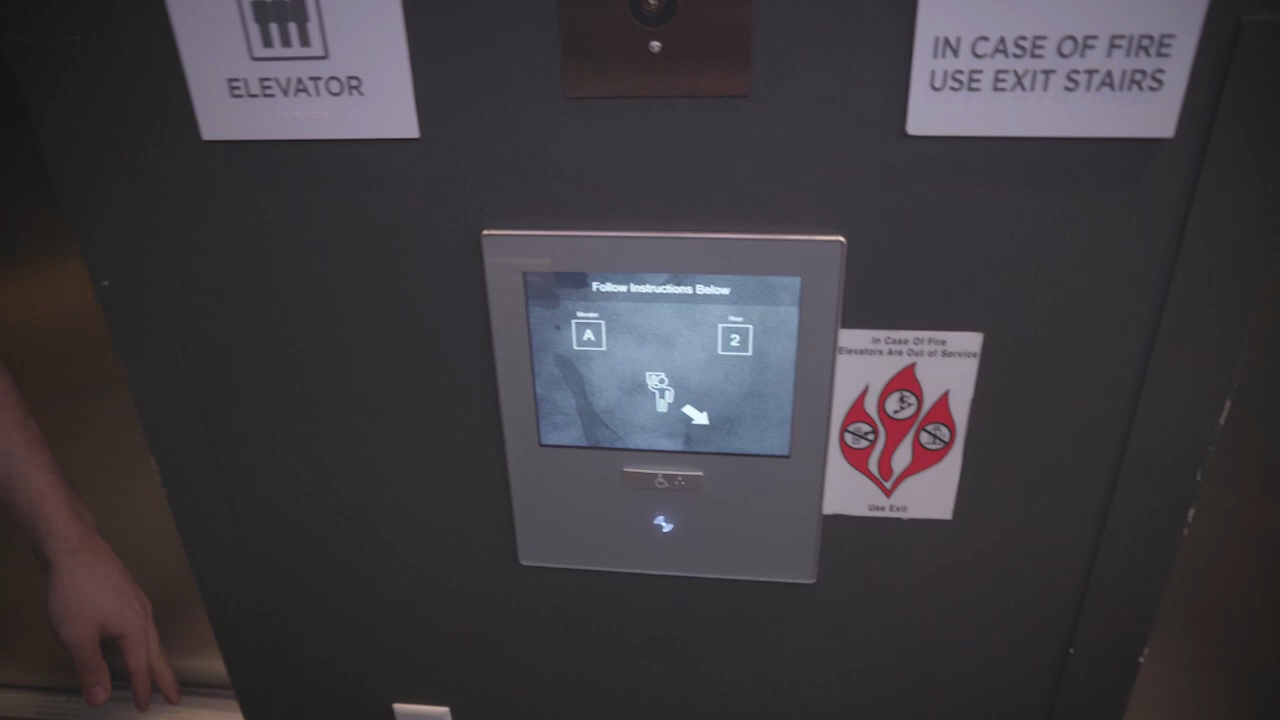 ELEVATOR
IN CASE OF FIRE
USE EXIT STAIRS
Follow Instructions Below
Elevator
A
Floor
2
In Case Of Fire
Elevators Are Out of Service
Use Exit